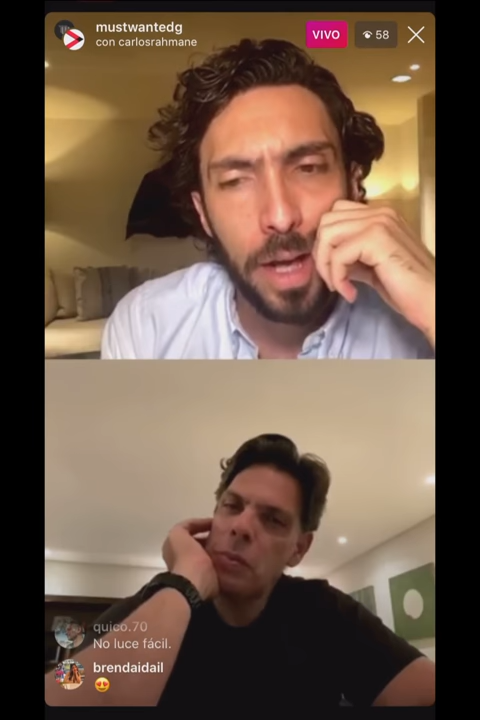 mustwantedg
con carlosrahmane
VIVO
58
quico.70
No luce fácil.
brendaidail
😍